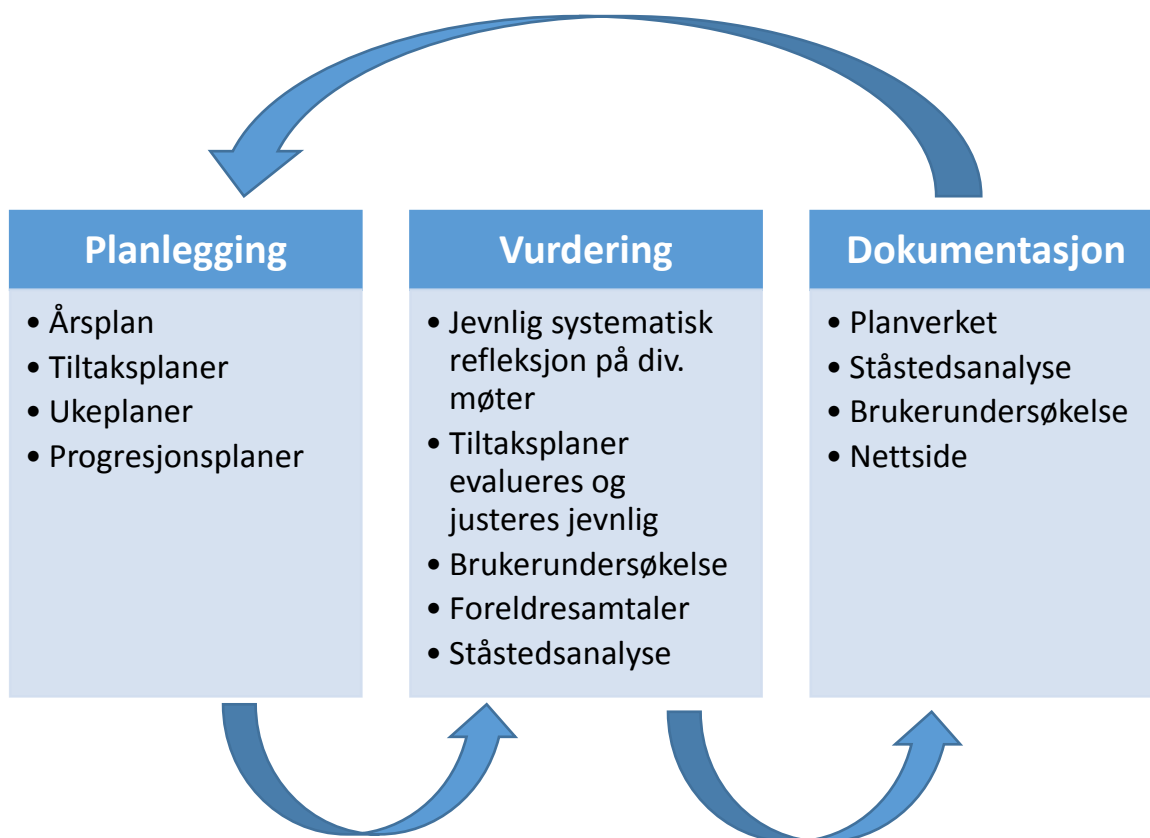 Planlegging
• Årsplan
• Tiltaksplaner
• Ukeplaner
• Progresjonsplaner
Vurdering
• Jevnlig systematisk
refleksjon på div.
møter
• Tiltaksplaner
evalueres og
justeres jevnlig
• Brukerundersøkelse
• Foreldresamtaler
• Ståstedsanalyse
Dokumentasjon
• Planverket
• Ståstedsanalyse
• Brukerundersøkelse
• Nettside